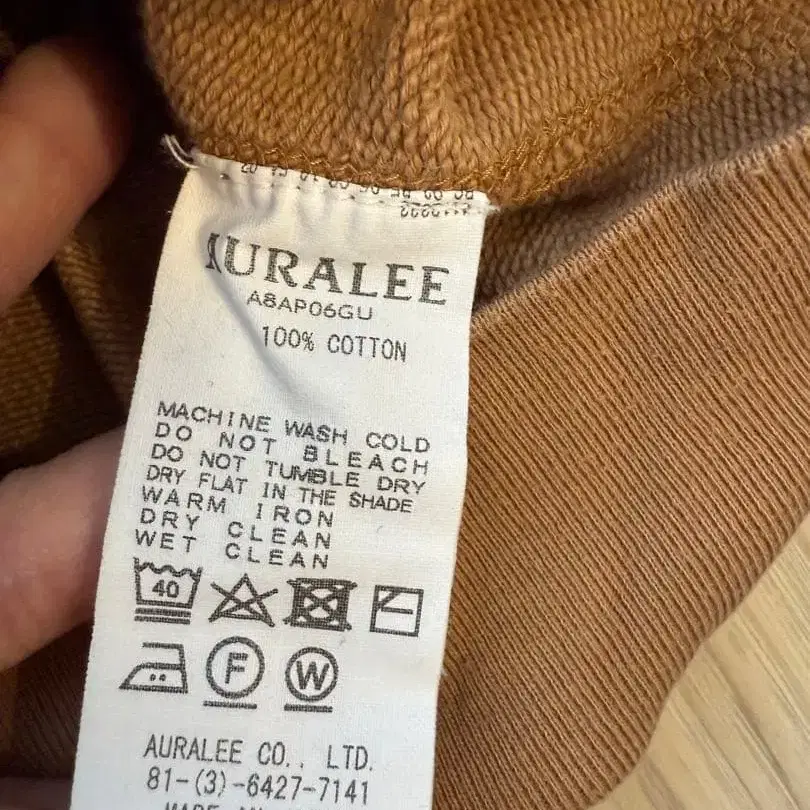 AURALEE
A8AP06GU
100% COTTON
MACHINE WASH COLD
DO NOT BLEACH
DO NOT TUMBLE DRY
DRY FLAT IN THE SHADE
WARM IRON
DRY CLEAN
WET CLEAN
40
F W
AURALEE CO., LTD.
81-(3)-6427-7141